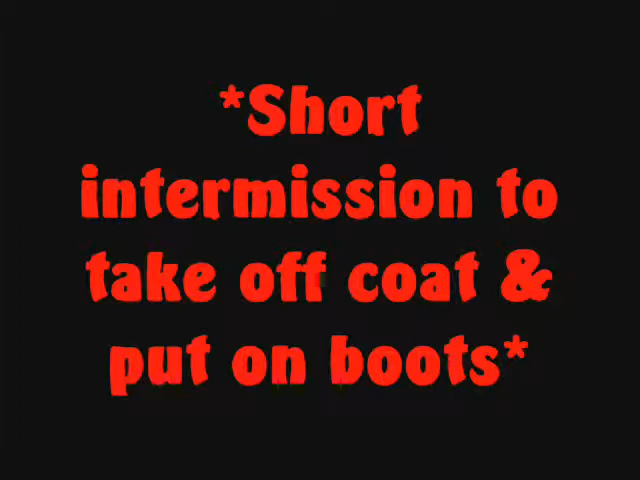 *Short
intermission to
take off coat &
put on boots*